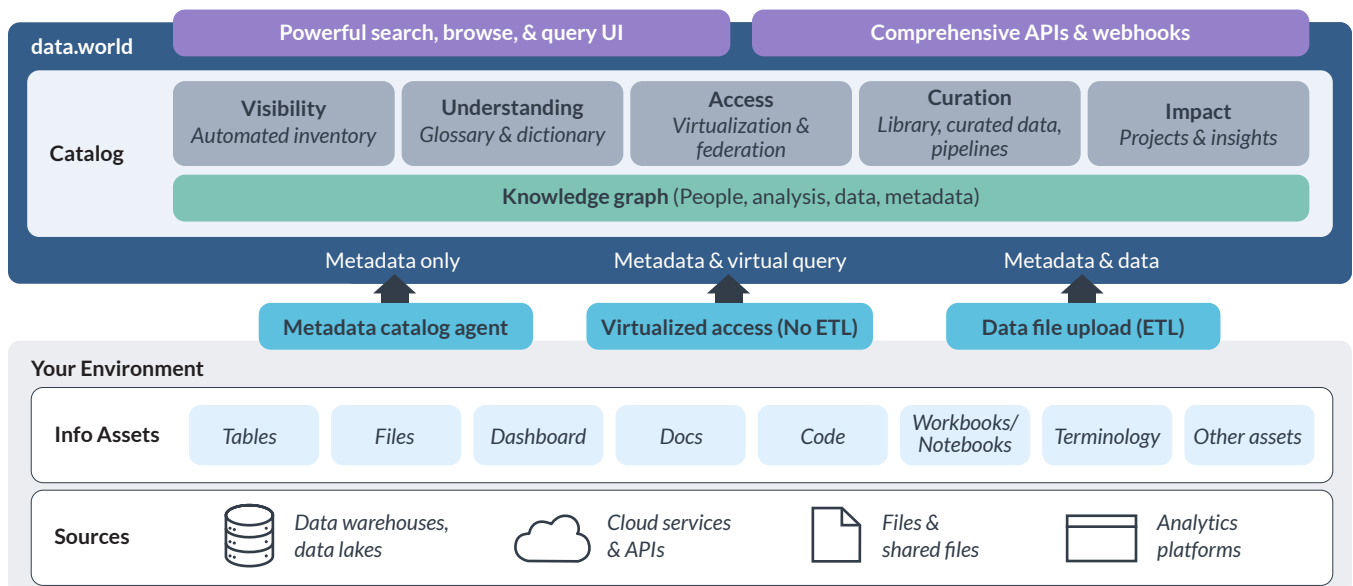 Powerful search, browse, & query UI
Comprehensive APIs & webhooks
data.world
Catalog
Visibility
Automated inventory
Understanding
Glossary & dictionary
Access
Virtualization &
federation
Curation
Library, curated data,
pipelines
Impact
Projects & insights
Knowledge graph (People, analysis, data, metadata)
Metadata only
Metadata & virtual query
Metadata & data
Metadata catalog agent
Virtualized access (No ETL)
Data file upload (ETL)
Your Environment
Info Assets
Tables
Files
Dashboard
Docs
Code
Workbooks/
Notebooks
Terminology
Other assets
Sources
Data warehouses,
data lakes
Cloud services
& APIs
Files &
shared files
Analytics
platforms